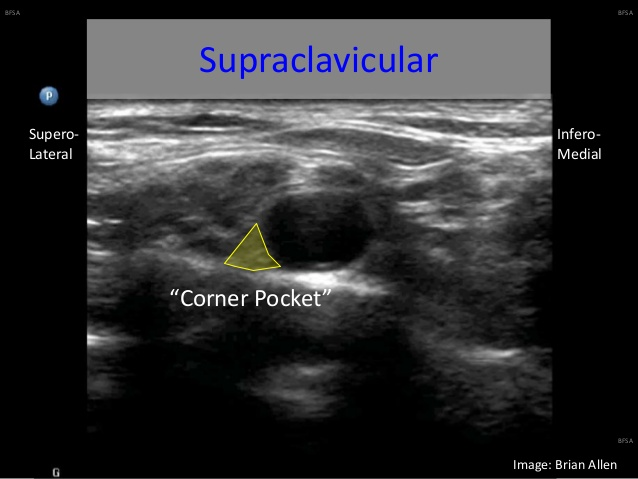 BFSA
BFSA
Supraclavicular
P
Supero-
Lateral
Infero-
Medial
“Corner Pocket”
BFSA
Image: Brian Allen
G